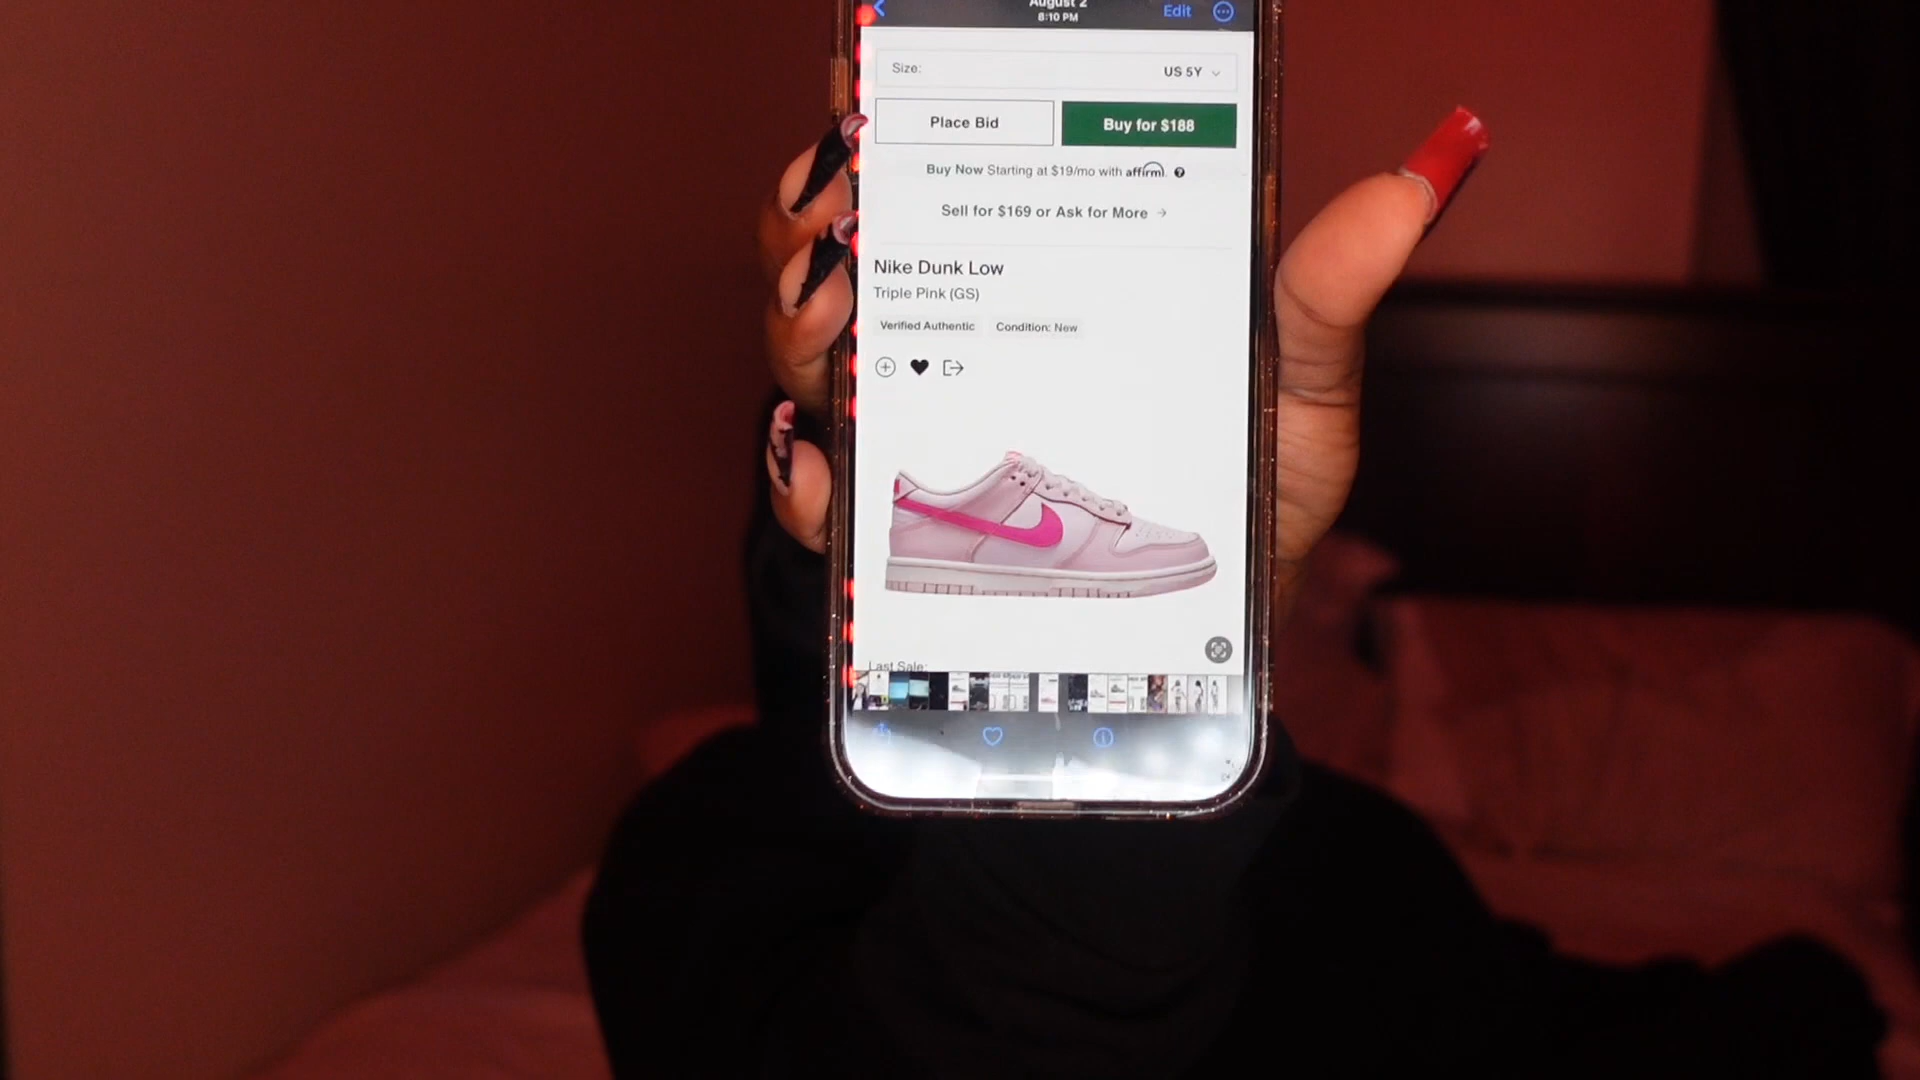 August 2
8:10 PM
Edit
Size:
US 5Y
Place Bid
Buy for $188
Buy Now Starting at $19/mo with affirm
Sell for $169 or Ask for More →
Nike Dunk Low
Triple Pink (GS)
Verified Authentic
Condition: New
Last Sale: